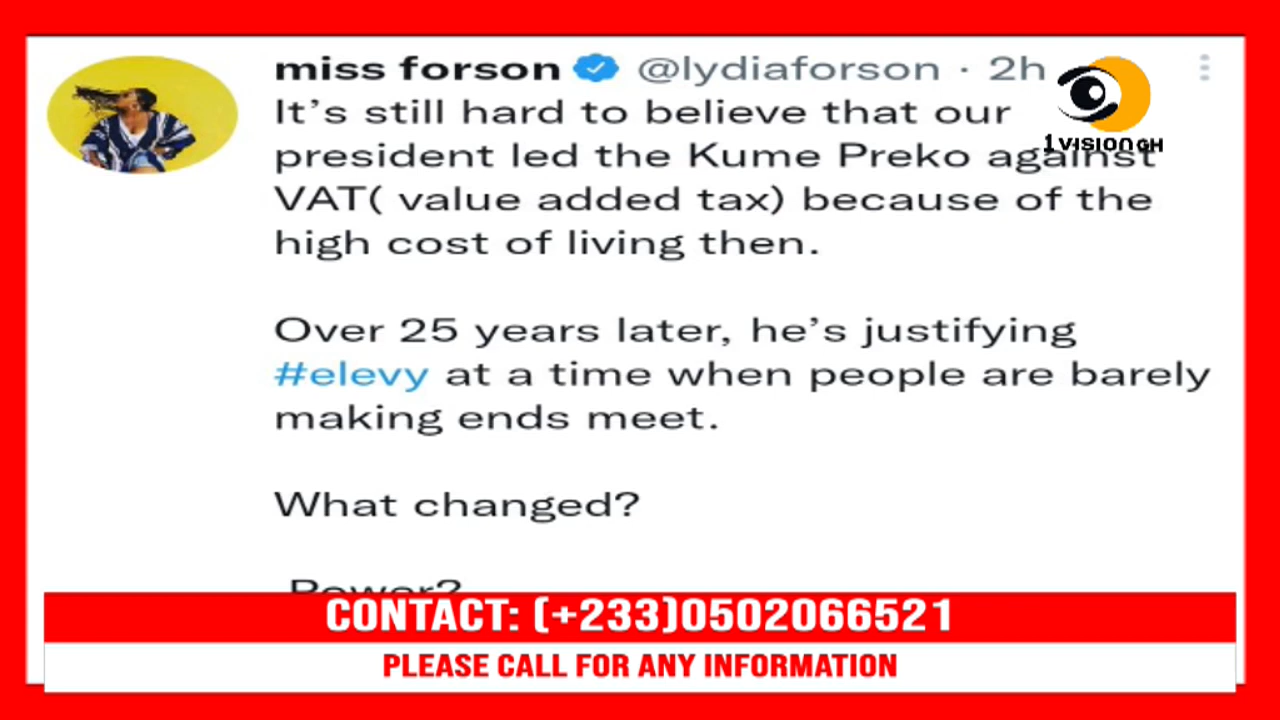 miss forson @lydiaforson · 2h
1VISIONGH
It's still hard to believe that our
president led the Kume Preko against
VAT( value added tax) because of the
high cost of living then.
Over 25 years later, he's justifying
#elevy at a time when people are barely
making ends meet.
What changed?
Power?
CONTACT: (+233)0502066521
PLEASE CALL FOR ANY INFORMATION